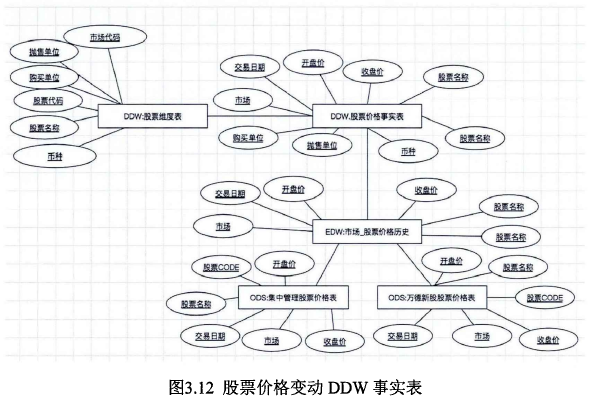 市场代码
抛售单位
购买单位
股票代码
股票名称
币种
DDW:股票维度表
交易日期
开盘价
收盘价
股票名称
市场
DDW.股票价格事实表
购买单位
抛售单位
币种
股票名称
交易日期
开盘价
收盘价
股票名称
市场
EDW:市场_股票价格历史
股票名称
股票CODE
开盘价
股票名称
ODS:集中管理股票价格表
交易日期
市场
收盘价
开盘价
股票名称
ODS:万德新股股票价格表
股票CODE
交易日期
市场
收盘价
图3.12 股票价格变动 DDW 事实表